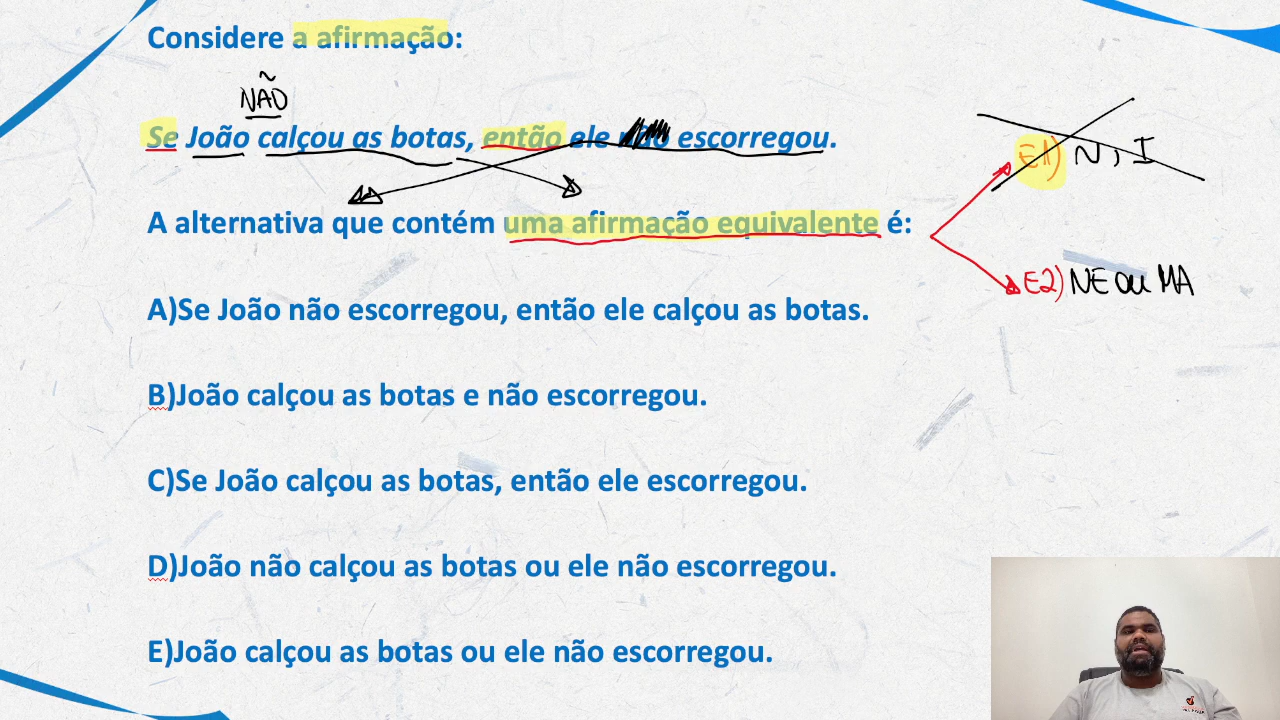 Considere a afirmação:
NÃO
Se João calçou as botas, então ele não escorregou.
E1) N, I
A alternativa que contém uma afirmação equivalente é:
E2) NE ou MA
A)Se João não escorregou, então ele calçou as botas.
B)João calçou as botas e não escorregou.
C)Se João calçou as botas, então ele escorregou.
D)João não calçou as botas ou ele não escorregou.
E)João calçou as botas ou ele não escorregou.